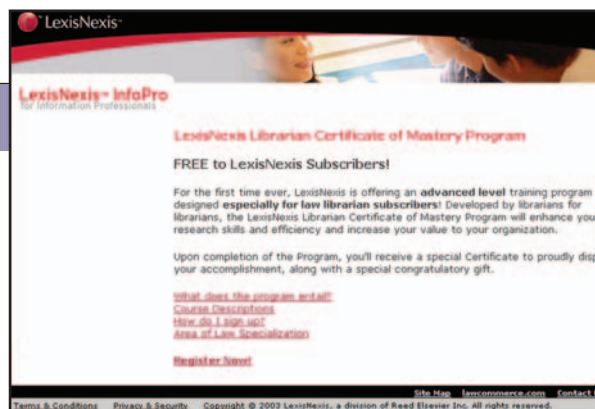 LexisNexis™
LexisNexis™ InfoPro
for Information Professionals
LexisNexis Librarian Certificate of Mastery Program
FREE to LexisNexis Subscribers!
For the first time ever, LexisNexis is offering an advanced level training program
designed especially for law librarian subscribers! Developed by librarians for
librarians, the LexisNexis Librarian Certificate of Mastery Program will enhance you
research skills and efficiency and increase your value to your organization.
Upon completion of the Program, you'll receive a special Certificate to proudly disp
your accomplishment, along with a special congratulatory gift.
What does the program entail?
Course Descriptions
How do I sign up?
Area of Law Specialization
Register Now!
Site Map lawcommerce.com Contact
Terms & Conditions Privacy & Security Copyright © 2003 LexisNexis, a division of Reed Elsevier Inc. All rights reserved.